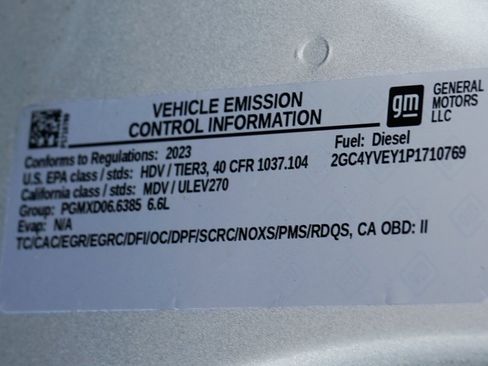 VEHICLE EMISSION
CONTROL INFORMATION
gm
GENERAL
MOTORS
LLC
Conforms to Regulations: 2023
Fuel: Diesel
U.S. EPA class / stds: HDV / TIER3, 40 CFR 1037.104
2GC4YVEY1P1710769
California class / stds: MDV / ULEV270
Group: PGMXD06.6385 6.6L
Evap: N/A
TC/CAC/EGR/EGRC/DFI/OC/DPF/SCRC/NOXS/PMS/RDQS, CA OBD: II